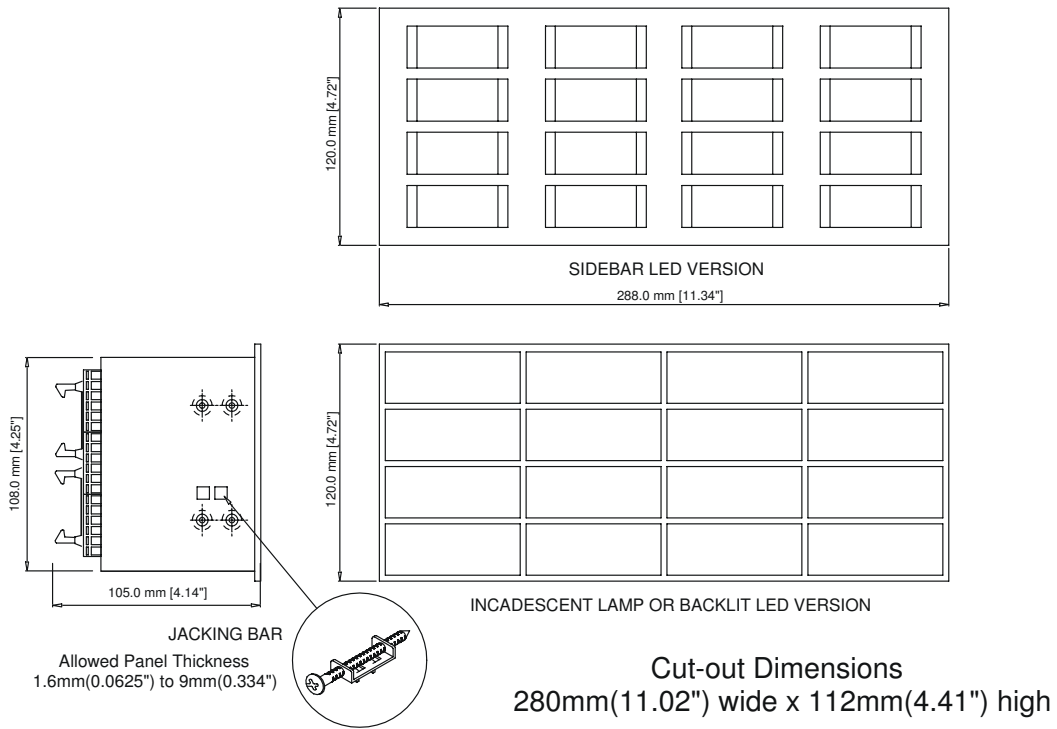 120.0 mm [4.72"]
SIDEBAR LED VERSION
288.0 mm [11.34"]
108.0 mm [4.25"]
120.0 mm [4.72"]
105.0 mm [4.14"]
INCADESCENT LAMP OR BACKLIT LED VERSION
JACKING BAR
Allowed Panel Thickness
1.6mm(0.0625") to 9mm(0.334")
Cut-out Dimensions
280mm(11.02") wide x 112mm(4.41") high